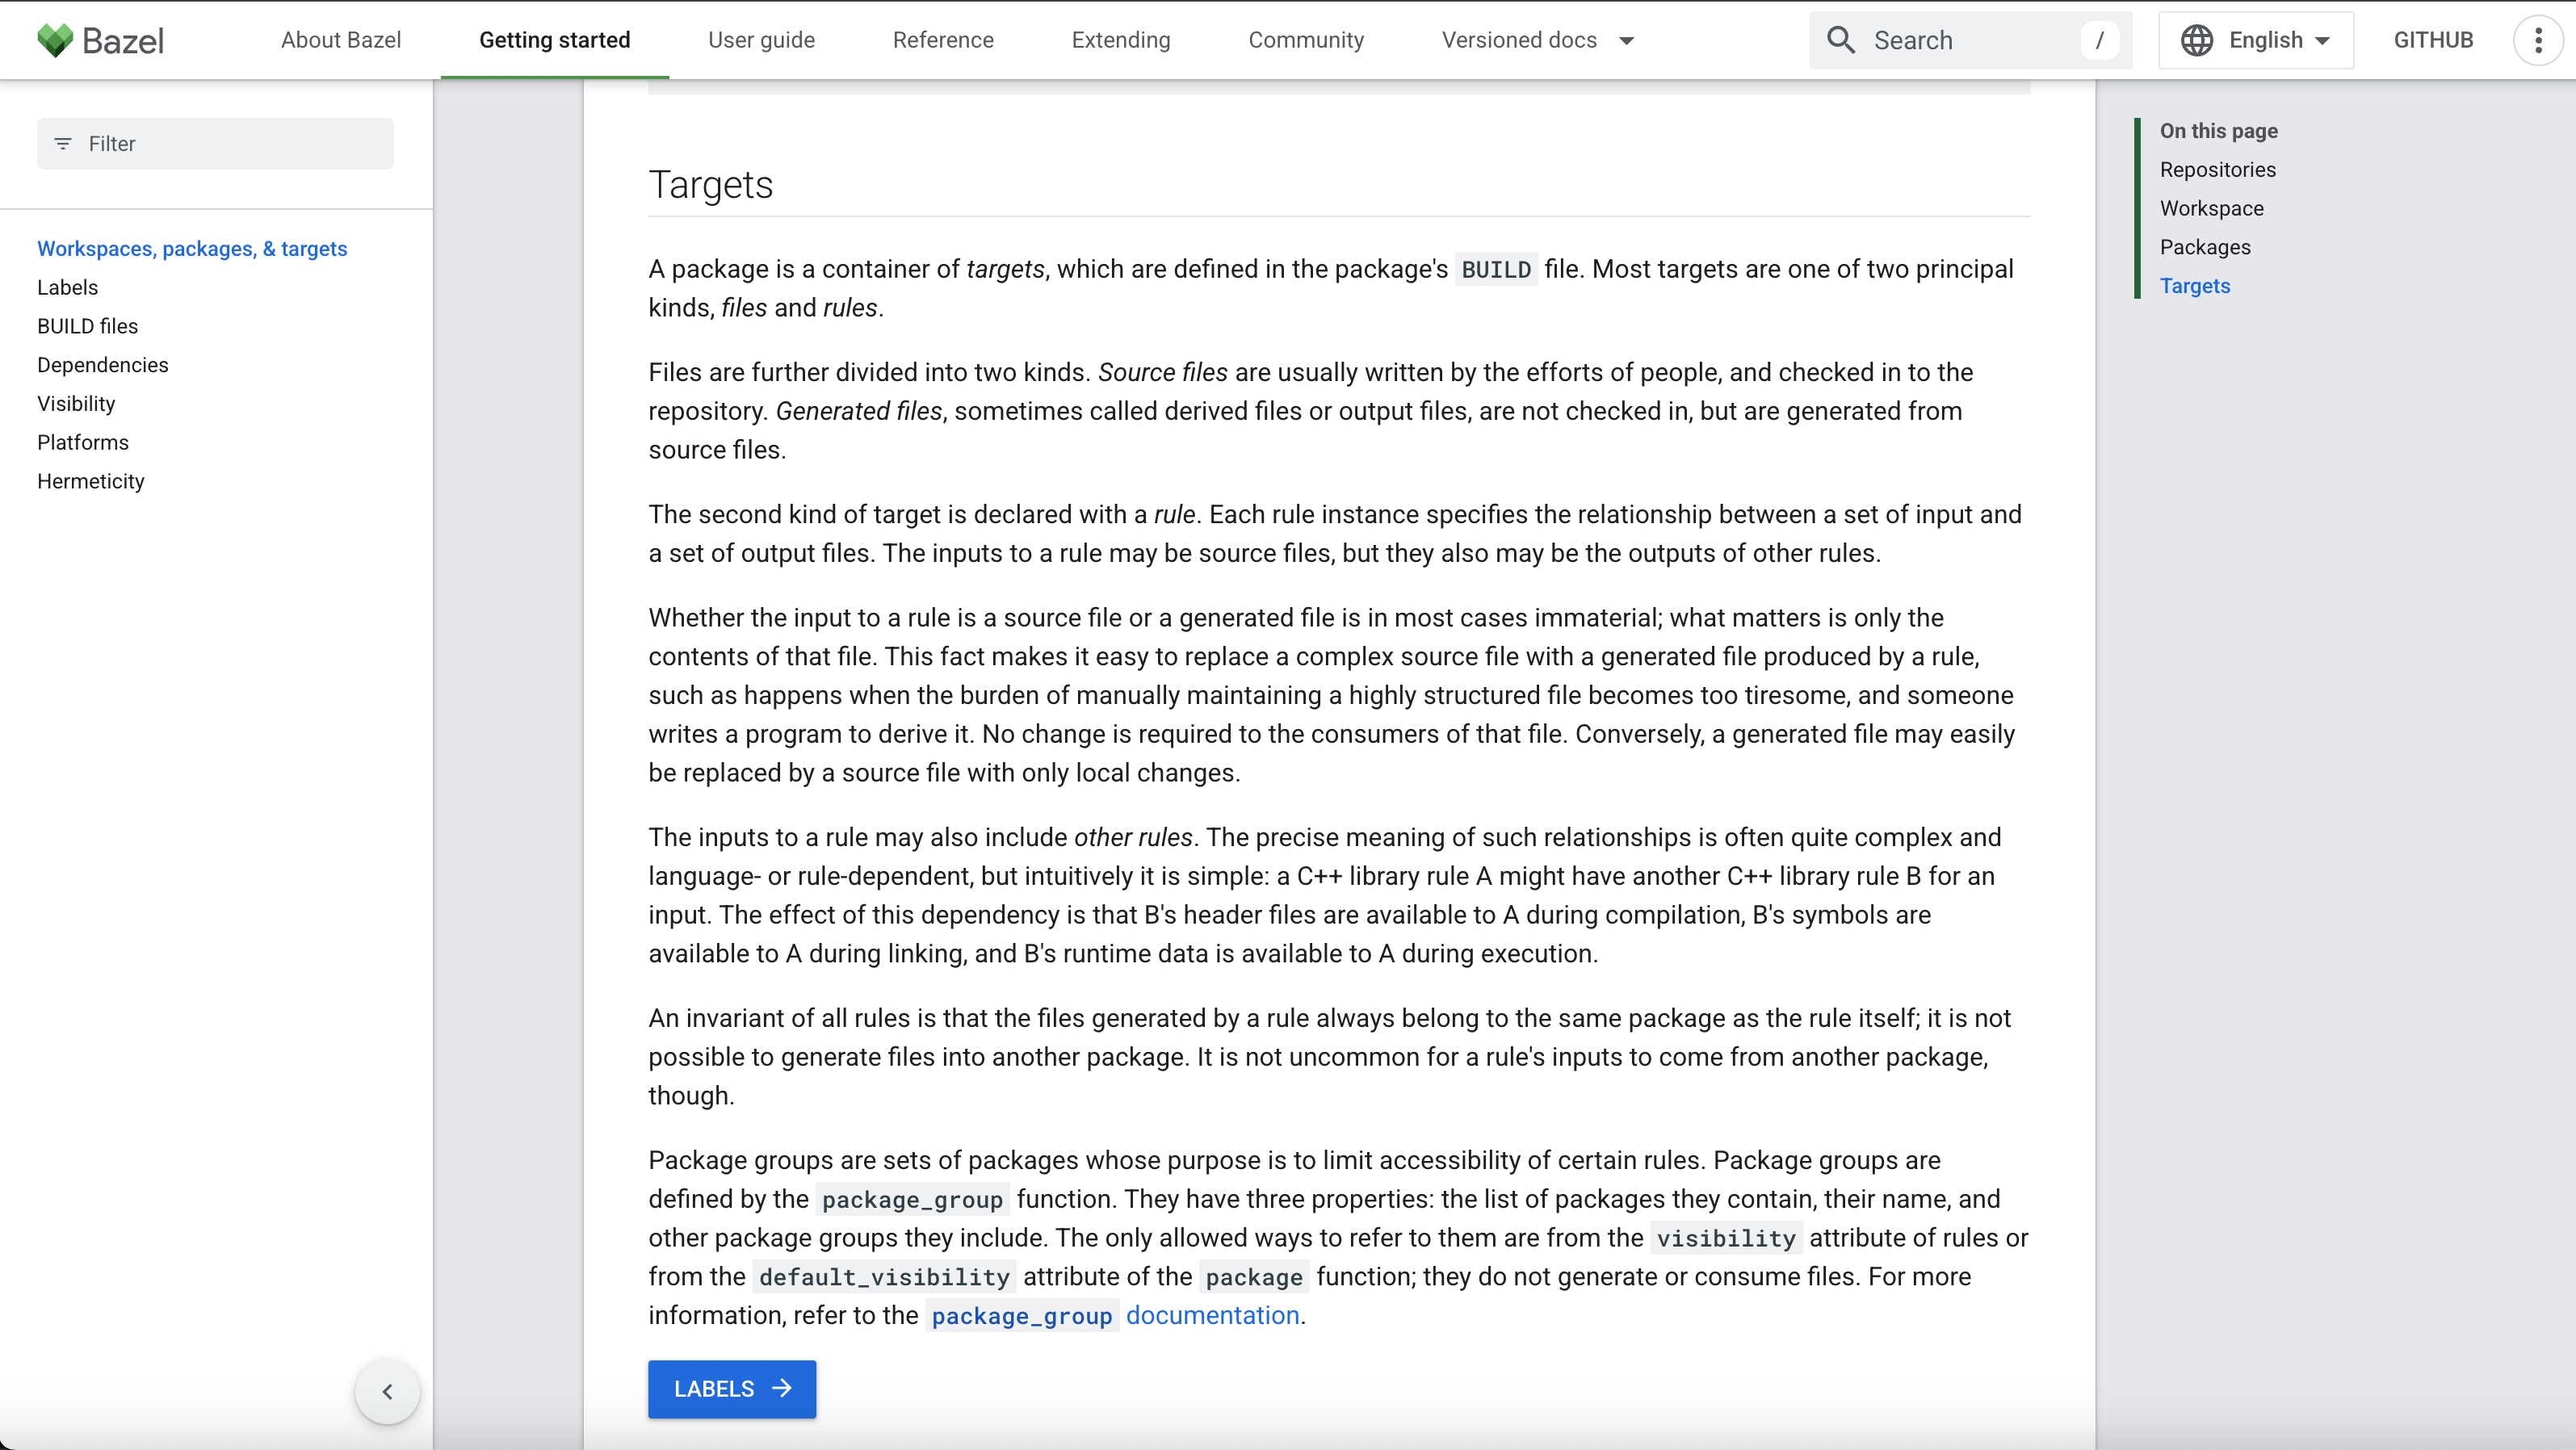 Bazel
About Bazel
Getting started
User guide
Reference
Extending
Community
Versioned docs
Search
/
English
GITHUB
Filter
Workspaces, packages, & targets
Labels
BUILD files
Dependencies
Visibility
Platforms
Hermeticity
Targets
A package is a container of targets, which are defined in the package's BUILD file. Most targets are one of two principal
kinds, files and rules.
Files are further divided into two kinds. Source files are usually written by the efforts of people, and checked in to the
repository. Generated files, sometimes called derived files or output files, are not checked in, but are generated from
source files.
The second kind of target is declared with a rule. Each rule instance specifies the relationship between a set of input and
a set of output files. The inputs to a rule may be source files, but they also may be the outputs of other rules.
Whether the input to a rule is a source file or a generated file is in most cases immaterial; what matters is only the
contents of that file. This fact makes it easy to replace a complex source file with a generated file produced by a rule,
such as happens when the burden of manually maintaining a highly structured file becomes too tiresome, and someone
writes a program to derive it. No change is required to the consumers of that file. Conversely, a generated file may easily
be replaced by a source file with only local changes.
The inputs to a rule may also include other rules. The precise meaning of such relationships is often quite complex and
language- or rule-dependent, but intuitively it is simple: a C++ library rule A might have another C++ library rule B for an
input. The effect of this dependency is that B's header files are available to A during compilation, B's symbols are
available to A during linking, and B's runtime data is available to A during execution.
An invariant of all rules is that the files generated by a rule always belong to the same package as the rule itself; it is not
possible to generate files into another package. It is not uncommon for a rule's inputs to come from another package,
though.
Package groups are sets of packages whose purpose is to limit accessibility of certain rules. Package groups are
defined by the package_group function. They have three properties: the list of packages they contain, their name, and
other package groups they include. The only allowed ways to refer to them are from the visibility attribute of rules or
from the default_visibility attribute of the package function; they do not generate or consume files. For more
information, refer to the package_group documentation.
LABELS
On this page
Repositories
Workspace
Packages
Targets